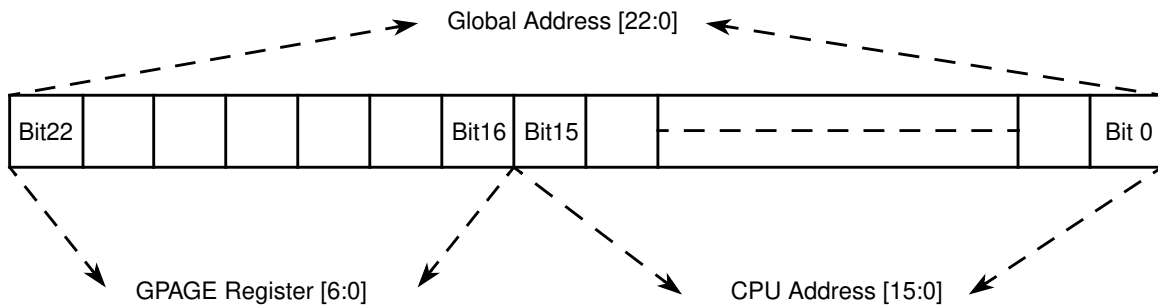 Global Address [22:0]
Bit22 Bit16 Bit15 Bit 0
GPAGE Register [6:0] CPU Address [15:0]